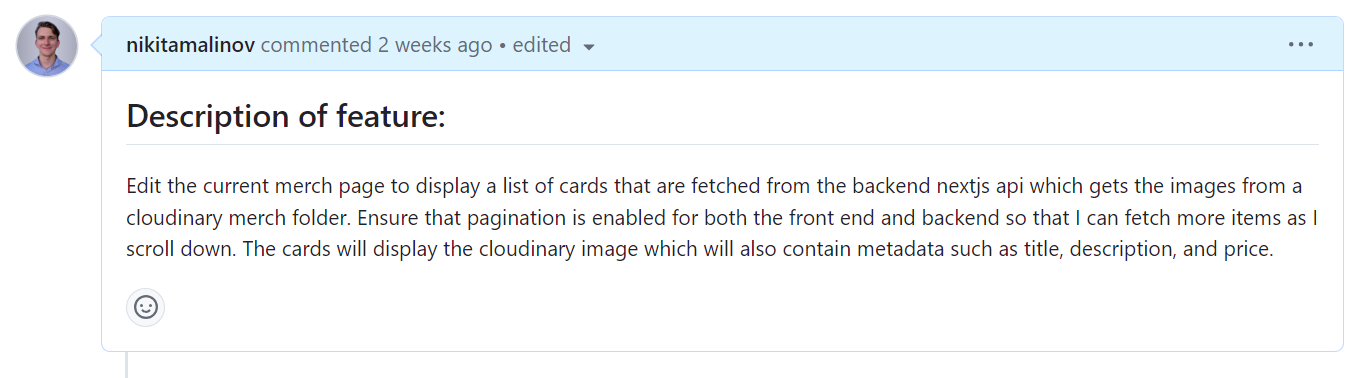 nikitamalinov commented 2 weeks ago • edited
Description of feature:
Edit the current merch page to display a list of cards that are fetched from the backend nextjs api which gets the images from a
cloudinary merch folder. Ensure that pagination is enabled for both the front end and backend so that I can fetch more items as I
scroll down. The cards will display the cloudinary image which will also contain metadata such as title, description, and price.